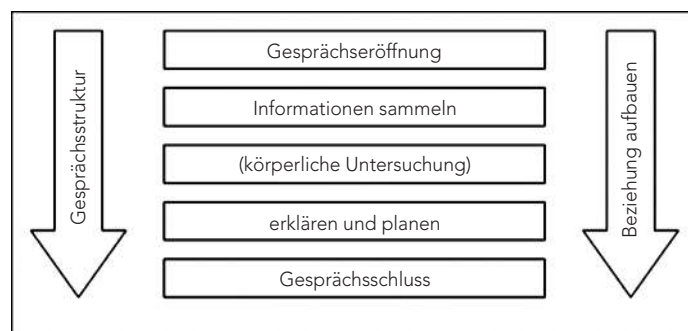 Gesprächsstruktur
Gesprächseröffnung
Informationen sammeln
(körperliche Untersuchung)
erklären und planen
Gesprächsschluss
Beziehung aufbauen